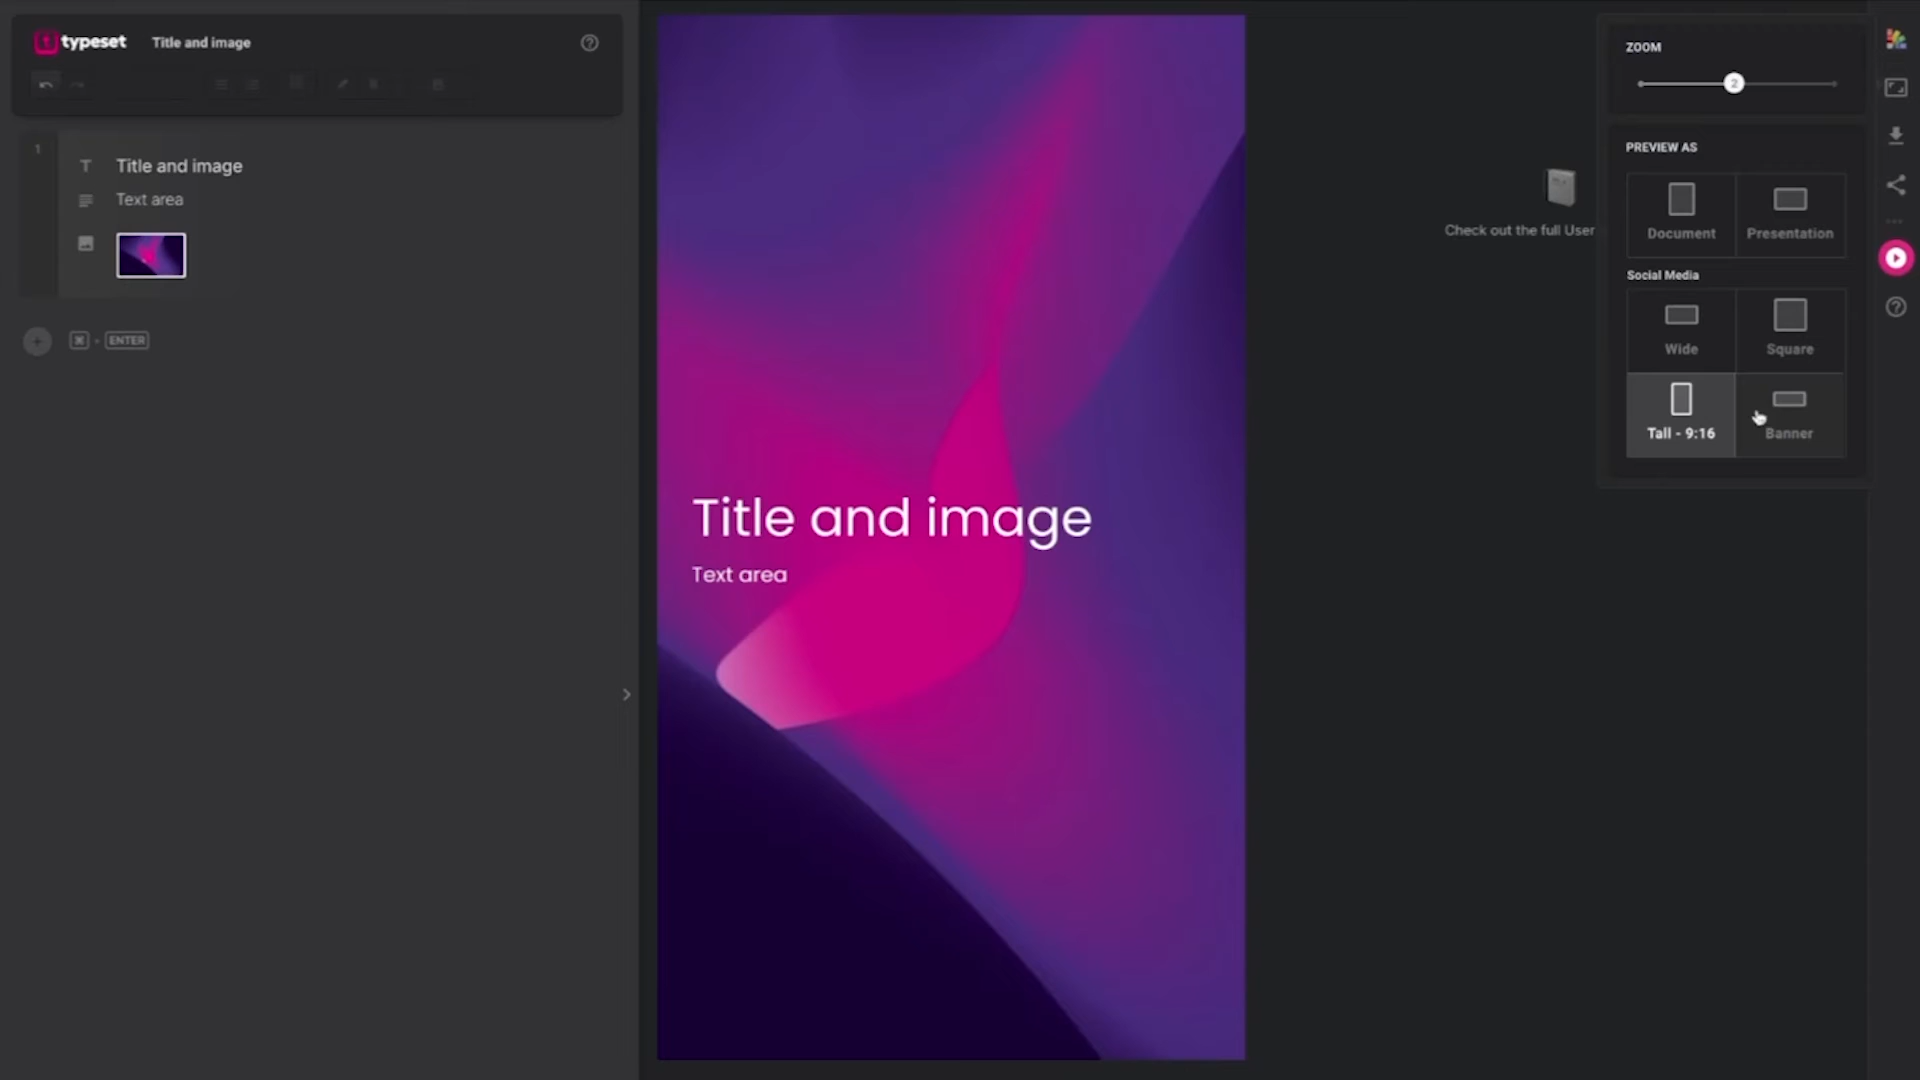 typeset
Title and image
1
Title and image
Text area
⌘ + ENTER
Title and image
Text area
Check out the full User
ZOOM
2
PREVIEW AS
Document
Presentation
Social Media
Wide
Square
Tall - 9:16
Banner